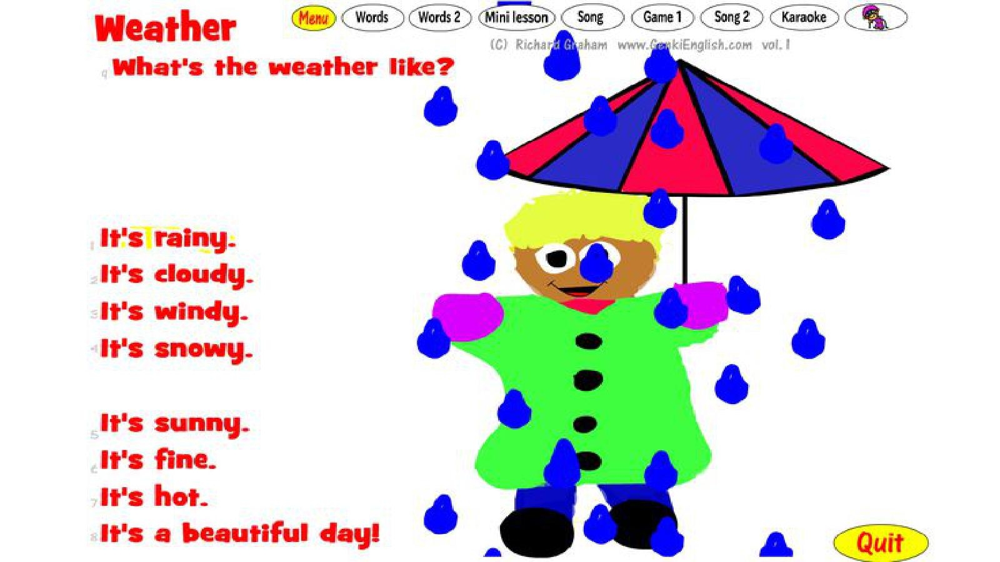 Weather
Menu Words Words 2 Mini lesson Song Game 1 Song 2 Karaoke
(C) Richard Graham www.GenkiEnglish.com vol. 1
q What's the weather like?
1 It's rainy.
2 It's cloudy.
3 It's windy.
4 It's snowy.
5 It's sunny.
6 It's fine.
7 It's hot.
8 It's a beautiful day!
Quit